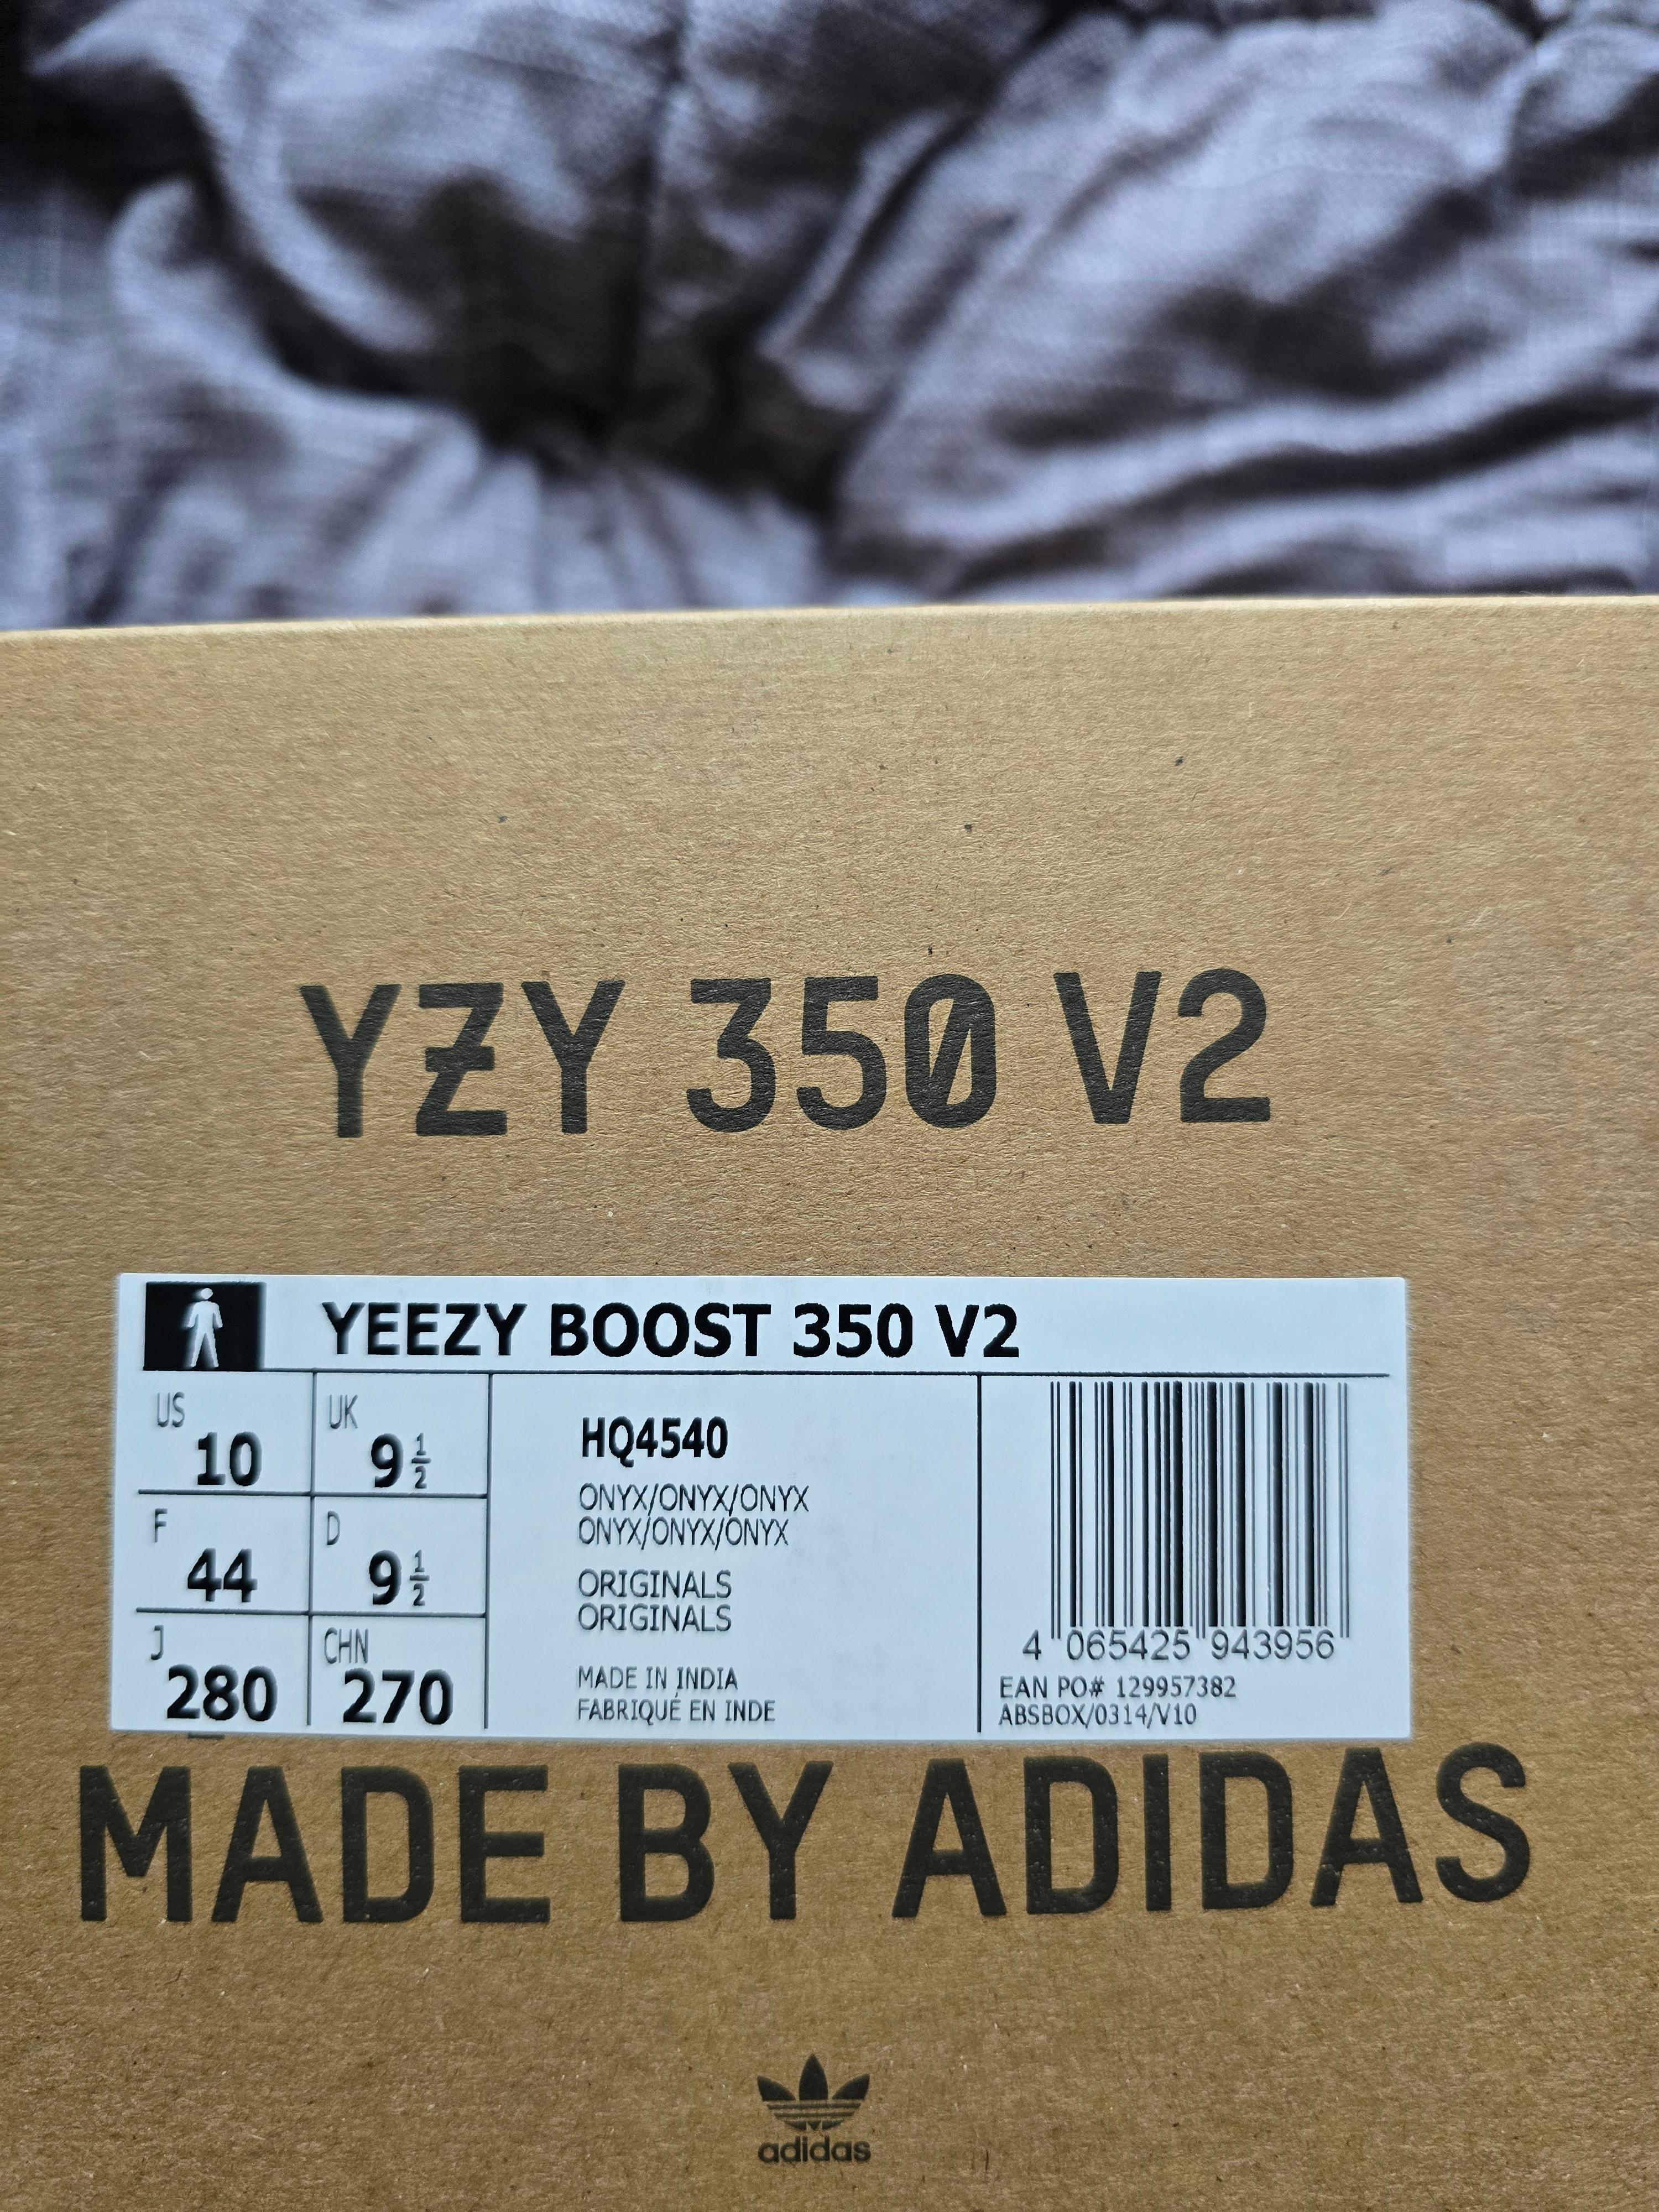 YZY 350 V2
YEEZY BOOST 350 V2
US 10 UK 9 1/2
F 44 D 9 1/2
J 280 CHN 270
HQ4540
ONYX/ONYX/ONYX
ONYX/ONYX/ONYX
ORIGINALS
ORIGINALS
MADE IN INDIA
FABRIQUÉ EN INDE
4 065425 943956
EAN PO# 129957382
ABSBOX/0314/V10
MADE BY ADIDAS
adidas